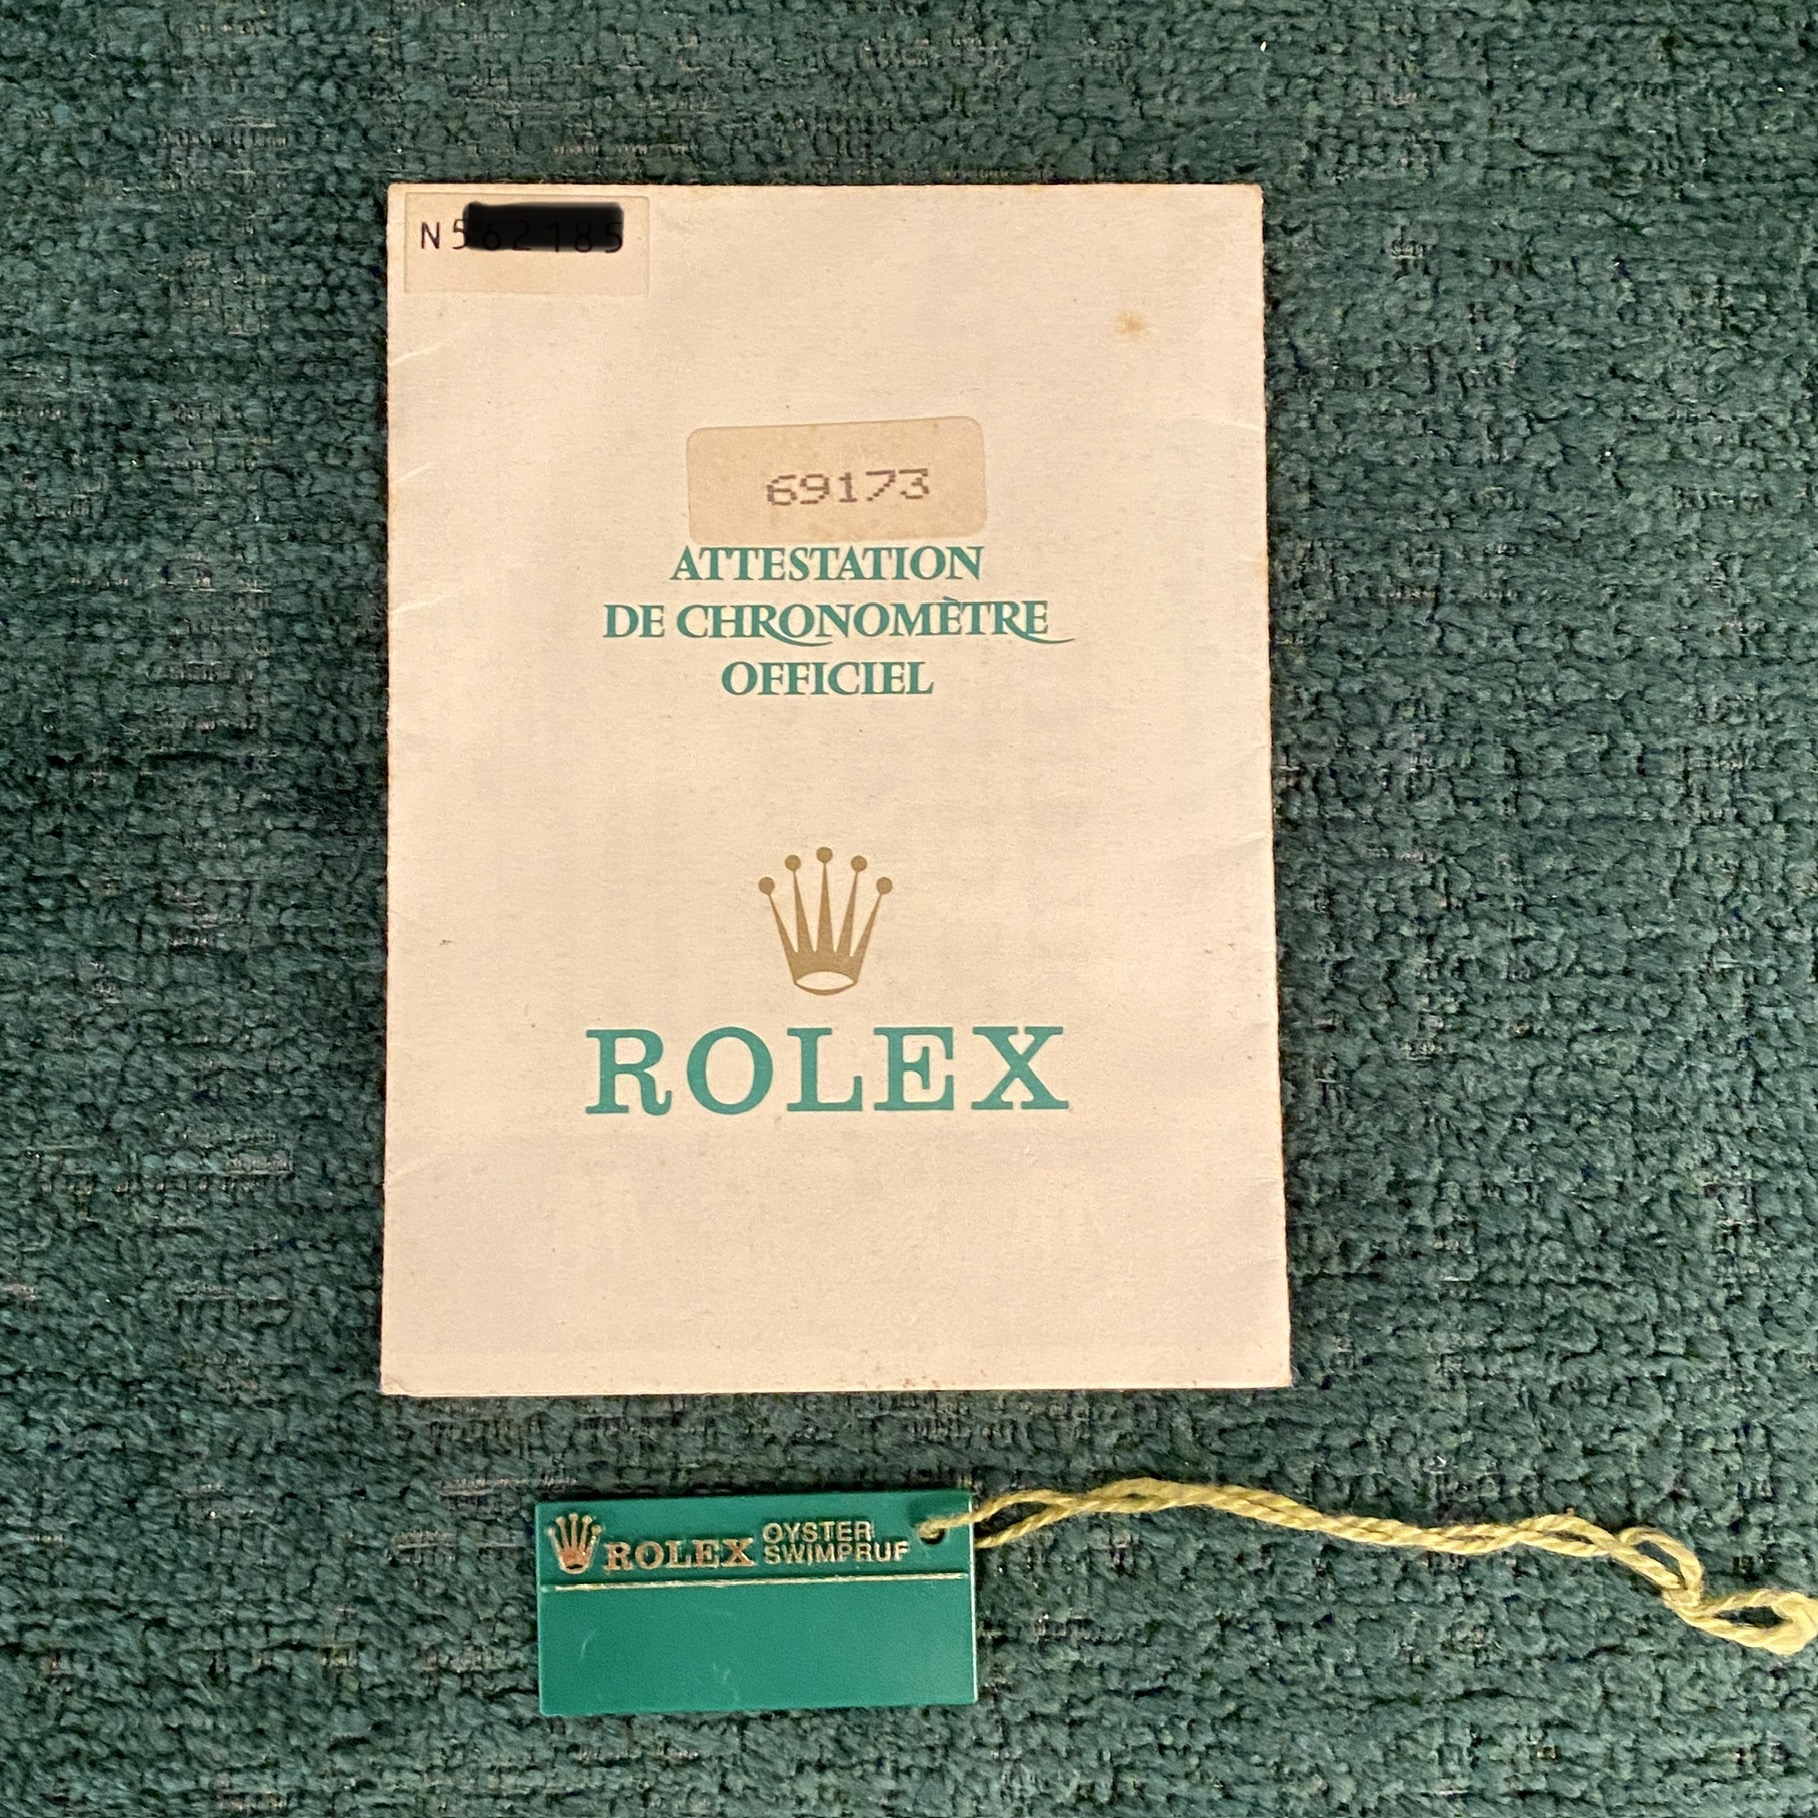 69173
ATTESTATION
DE CHRONOMÈTRE
OFFICIEL
ROLEX
ROLEX OYSTER
SWIMPRUF